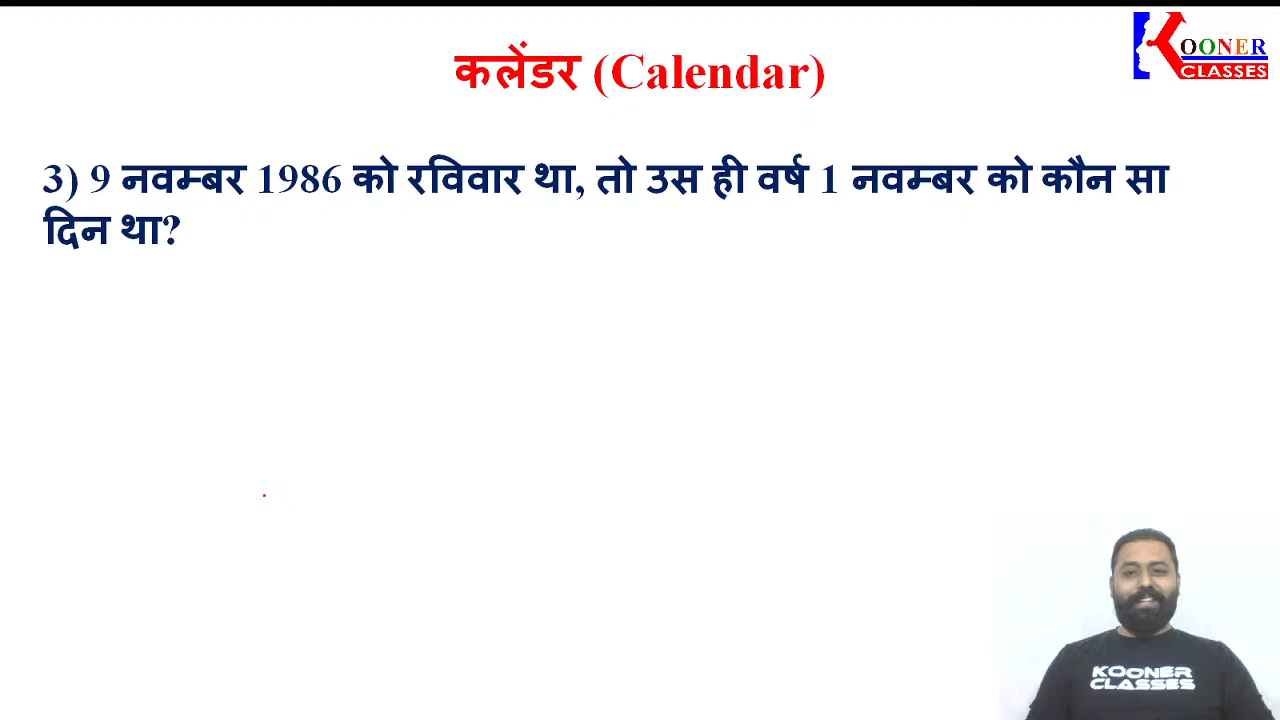 KOONER
CLASSES
कलेंडर (Calendar)
3) 9 नवम्बर 1986 को रविवार था, तो उस ही वर्ष 1 नवम्बर को कौन सा
दिन था?
KOONER
CLASSES